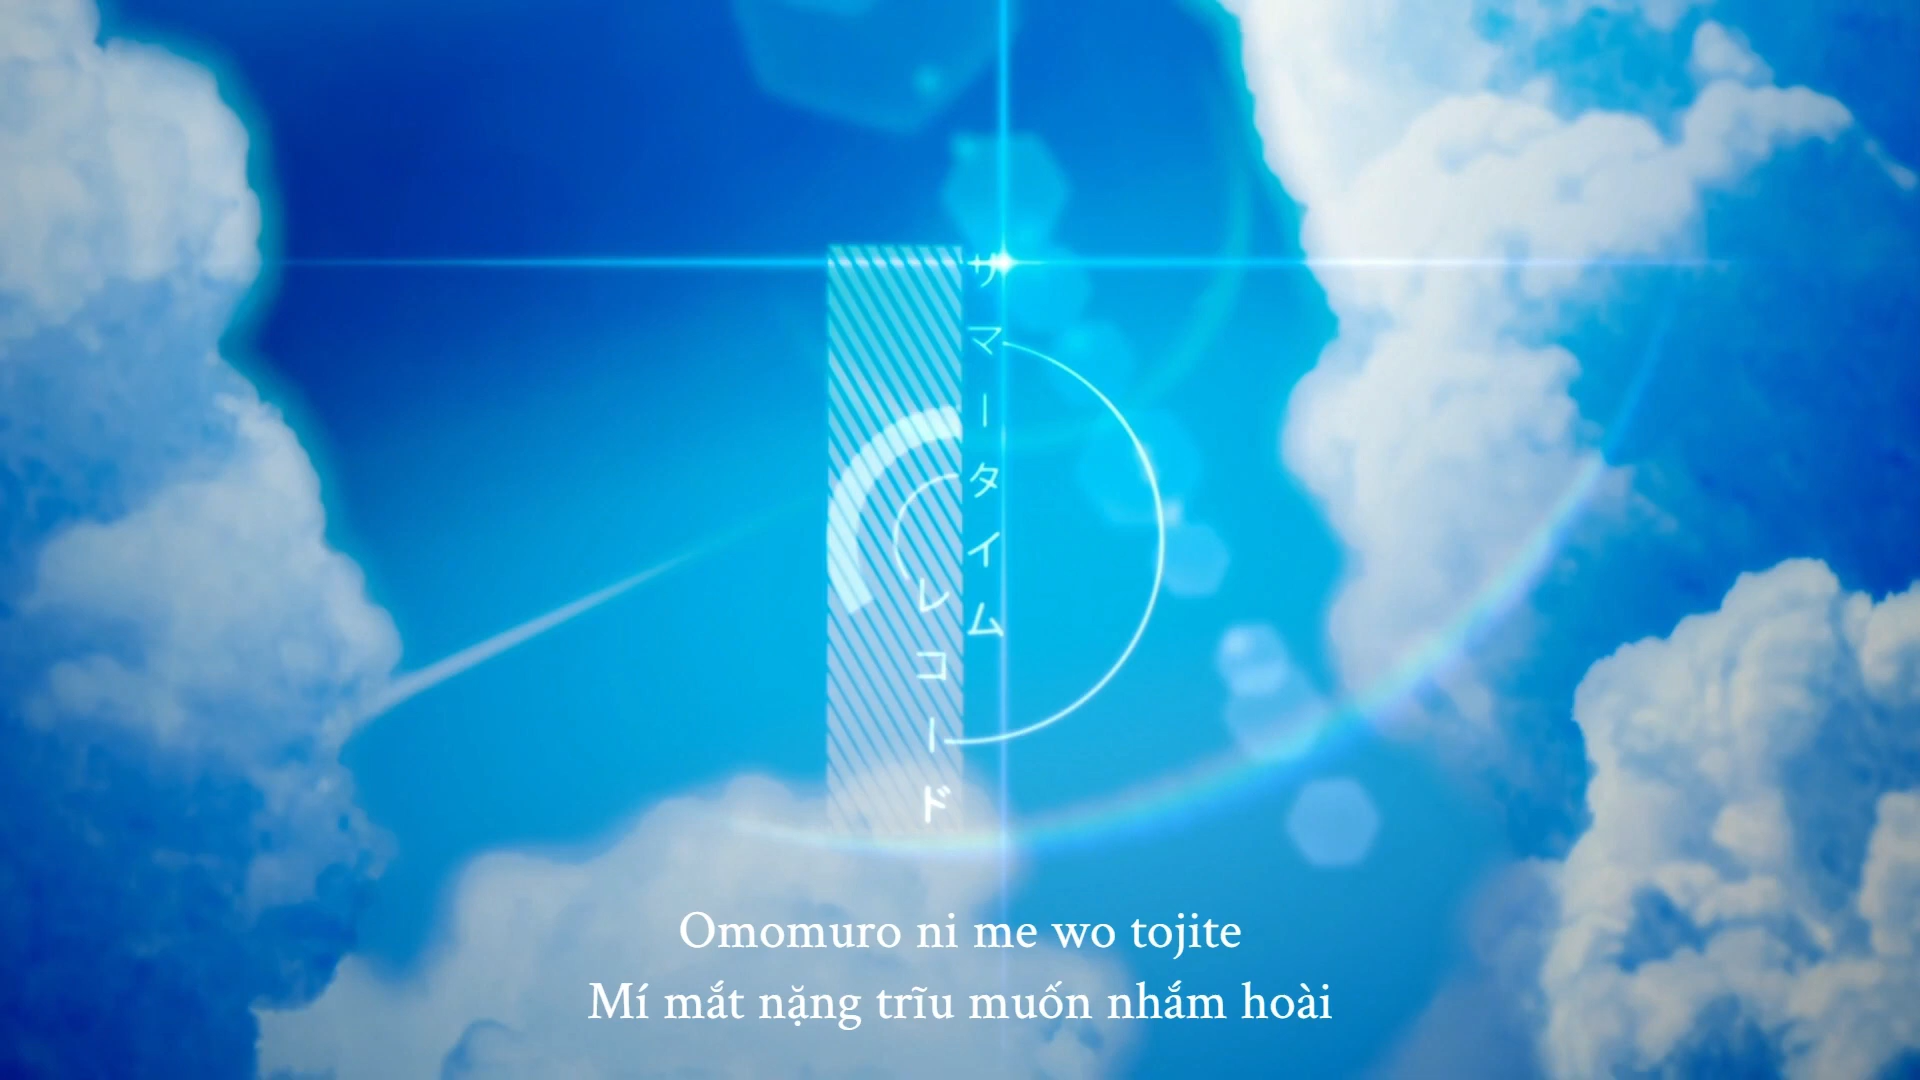 サマータイム
レコード
Omomuro ni me wo tojite
Mí mắt nặng trĩu muốn nhắm hoài